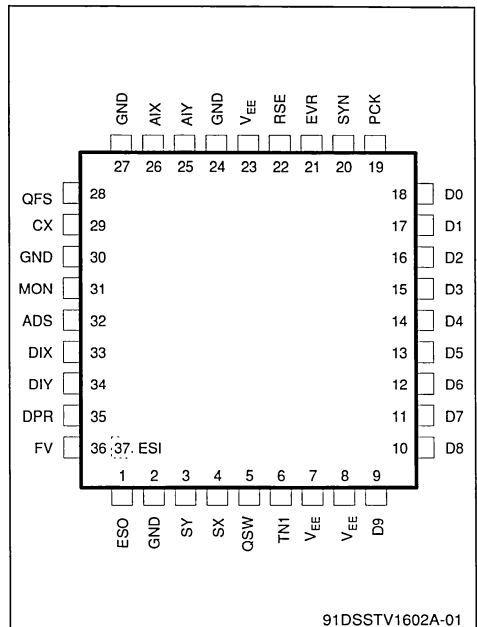 GND AIX AIY GND VEE RSE EVR SYN PCK
27 26 25 24 23 22 21 20 19
QFS 28 18 D0
CX 29 17 D1
GND 30 16 D2
MON 31 15 D3
ADS 32 14 D4
DIX 33 13 D5
DIY 34 12 D6
DPR 35 11 D7
FV 36 37. ESI 10 D8
1 2 3 4 5 6 7 8 9
ESO GND SY SX QSW TN1 VEE VEE D9
91DSSTV1602A-01